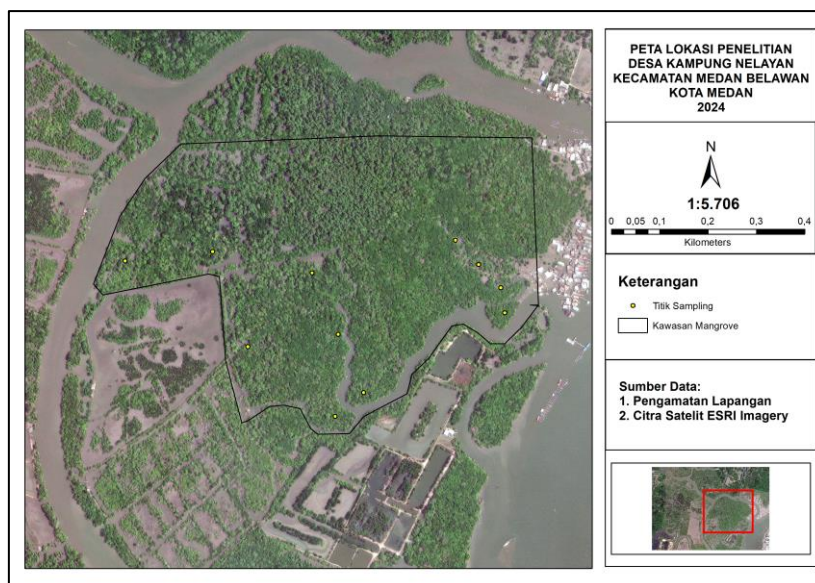 PETA LOKASI PENELITIAN
DESA KAMPUNG NELAYAN
KECAMATAN MEDAN BELAWAN
KOTA MEDAN
2024
N
1:5.706
0 0,05 0,1 0,2 0,3 0,4
Kilometers
Keterangan
Titik Sampling
Kawasan Mangrove
Sumber Data:
1. Pengamatan Lapangan
2. Citra Satelit ESRI Imagery